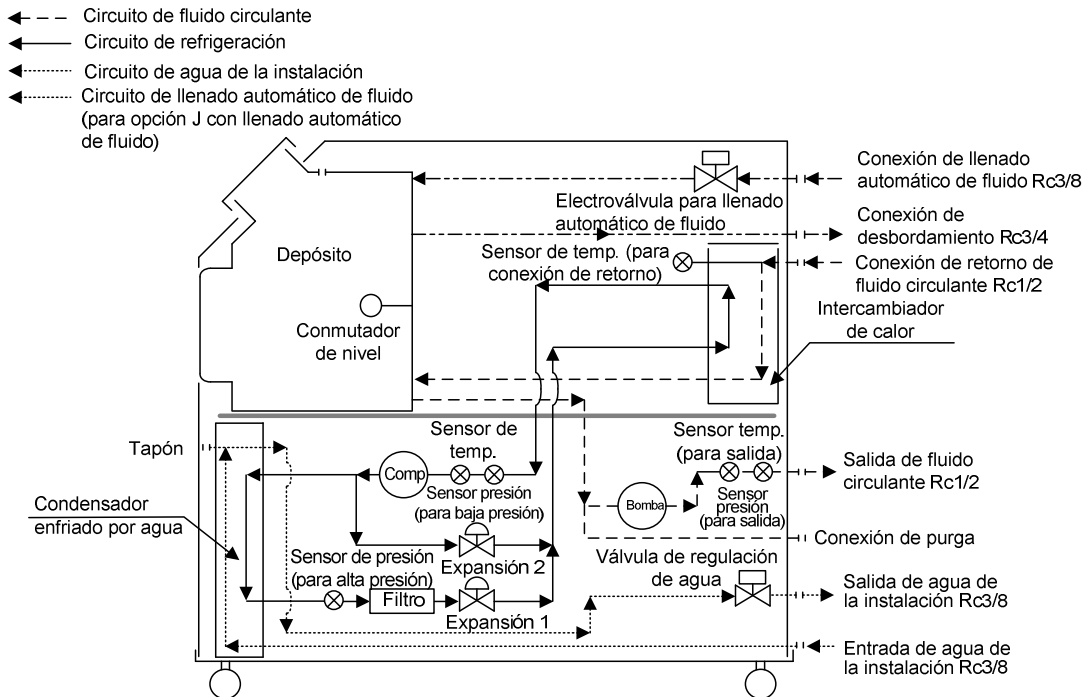 Circuito de fluido circulante
Circuito de refrigeración
Circuito de agua de la instalación
Circuito de llenado automático de fluido
(para opción J con llenado automático
de fluido)
Conexión de llenado
automático de fluido Rc3/8
Electroválvula para llenado
automático de fluido
Conexión de
desbordamiento Rc3/4
Depósito
Sensor de temp. (para
conexión de retorno)
Conexión de retorno de
fluido circulante Rc1/2
Intercambiador
de calor
Conmutador
de nivel
Tapón
Sensor de
temp.
Sensor temp.
(para salida)
Comp
Sensor presión
(para baja presión)
Salida de fluido
circulante Rc1/2
Condensador
enfriado por agua
Bomba
Sensor
presión
(para salida)
Conexión de purga
Sensor de presión
(para alta presión)
Expansión 2
Válvula de regulación
de agua
Filtro
Expansión 1
Salida de agua de
la instalación Rc3/8
Entrada de agua de
la instalación Rc3/8